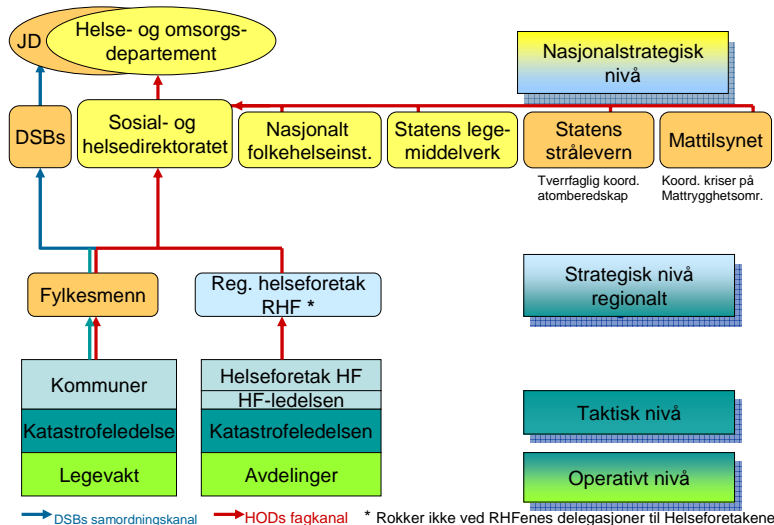 JD
Helse- og omsorgs-
departement
Nasjonalstrategisk
nivå
DSBs
Sosial- og
helsedirektoratet
Nasjonalt
folkehelseinst.
Statens lege-
middelverk
Statens
strålevern
Mattilsynet
Tverrfaglig koord.
atomberedskap
Koord. kriser på
Mattrygghetsomr.
Fylkesmenn
Reg. helseforetak
RHF *
Strategisk nivå
regionalt
Kommuner
Katastrofeledelse
Legevakt
Helseforetak HF
HF-ledelsen
Katastrofeledelsen
Avdelinger
Taktisk nivå
Operativt nivå
DSBs samordningskanal
HODs fagkanal
* Rokker ikke ved RHFenes delegasjoner til Helseforetakene